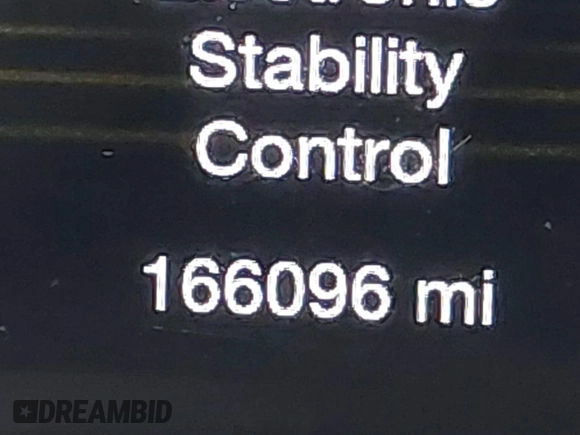 Stability
Control
166096 mi
DREAMBID